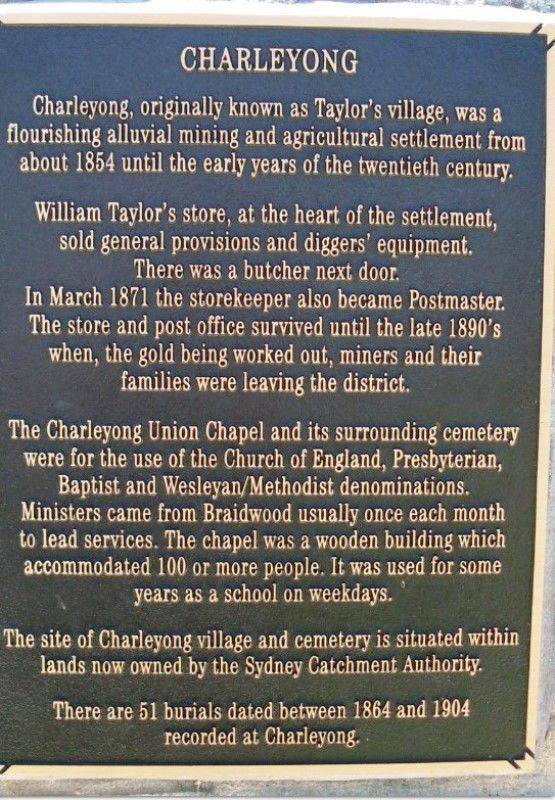 CHARLEYONG
Charleyong, originally known as Taylor's village, was a
flourishing alluvial mining and agricultural settlement from
about 1854 until the early years of the twentieth century.
William Taylor's store, at the heart of the settlement,
sold general provisions and diggers' equipment.
There was a butcher next door.
In March 1871 the storekeeper also became Postmaster.
The store and post office survived until the late 1890's
when, the gold being worked out, miners and their
families were leaving the district.
The Charleyong Union Chapel and its surrounding cemetery
were for the use of the Church of England, Presbyterian,
Baptist and Wesleyan/Methodist denominations.
Ministers came from Braidwood usually once each month
to lead services. The chapel was a wooden building which
accommodated 100 or more people. It was used for some
years as a school on weekdays.
The site of Charleyong village and cemetery is situated within
lands now owned by the Sydney Catchment Authority.
There are 51 burials dated between 1864 and 1904
recorded at Charleyong.